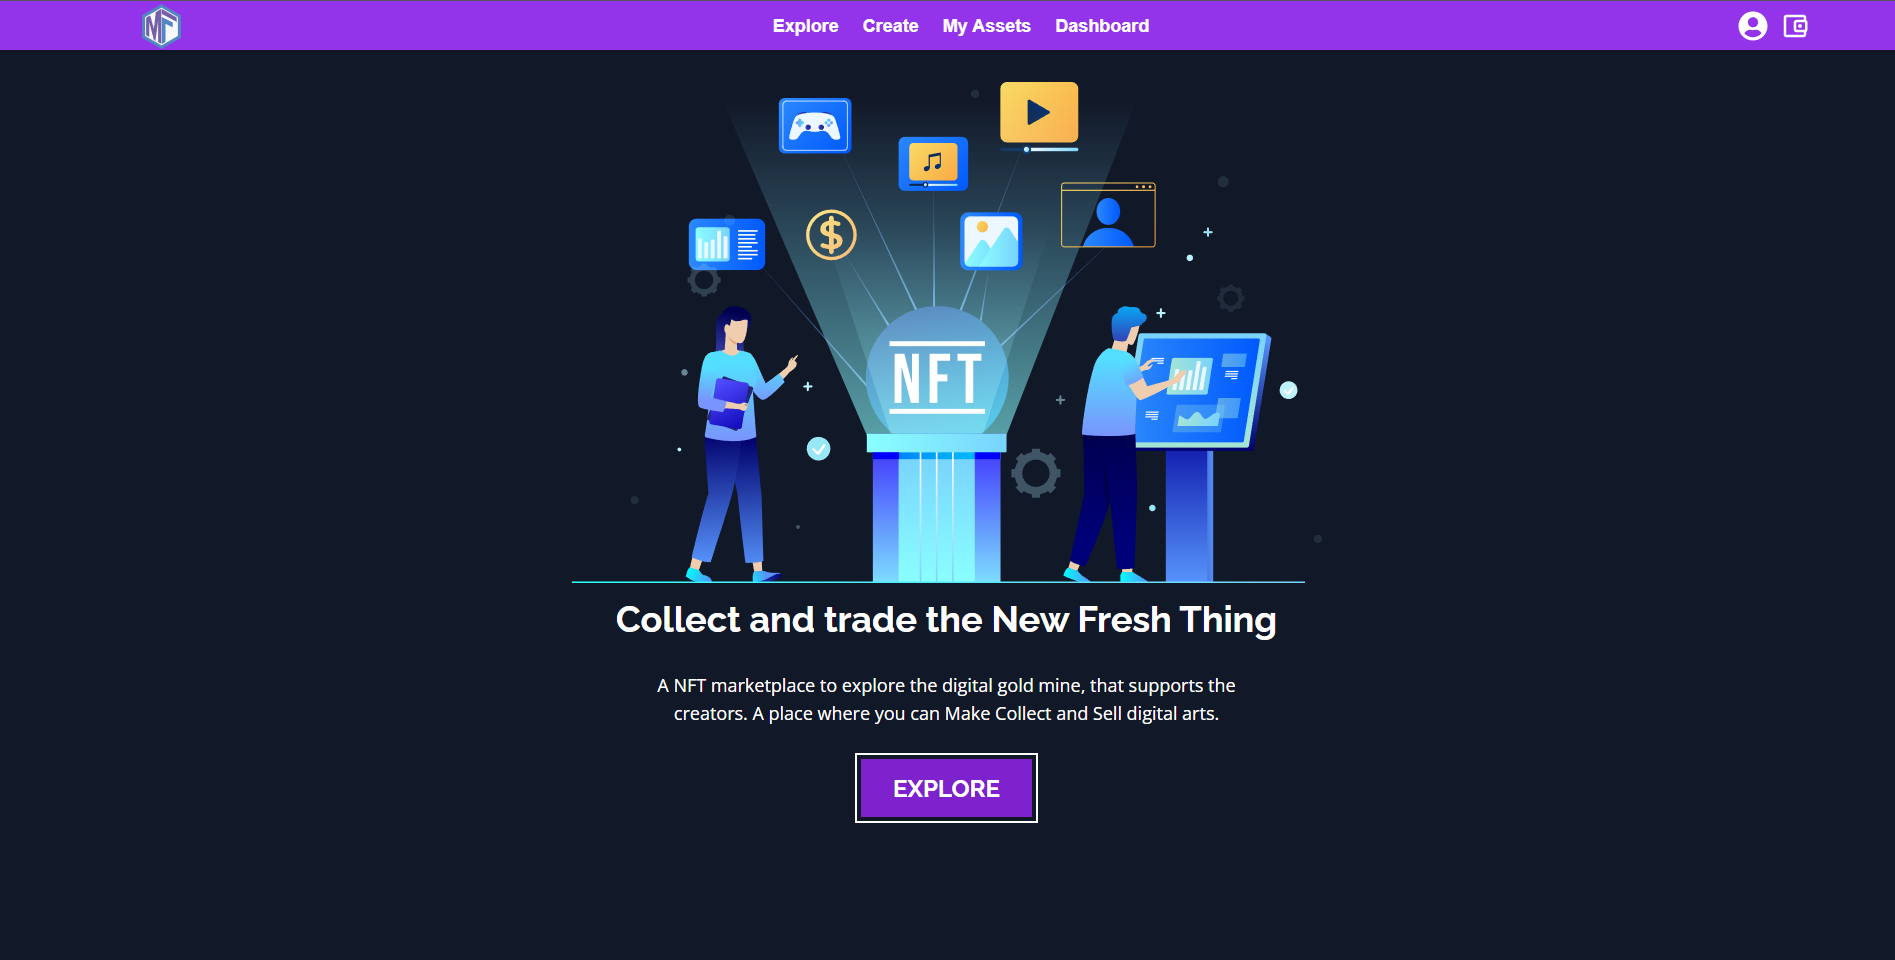 MF
Explore
Create
My Assets
Dashboard
NFT
Collect and trade the New Fresh Thing
A NFT marketplace to explore the digital gold mine, that supports the
creators. A place where you can Make Collect and Sell digital arts.
EXPLORE